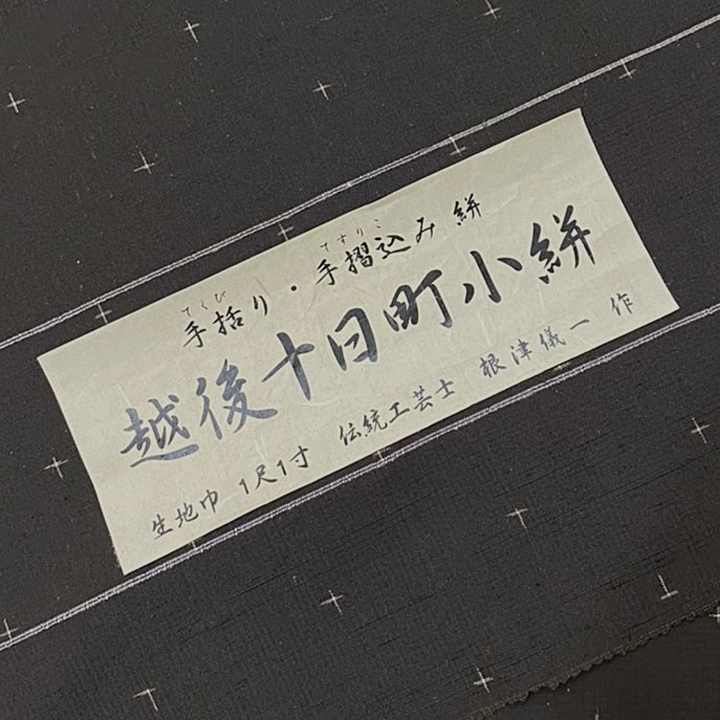 てくび てすりこ
手括り・手摺込み絣
越後十日町小絣
生地巾 1尺1寸 伝統工芸士 根津儀一 作